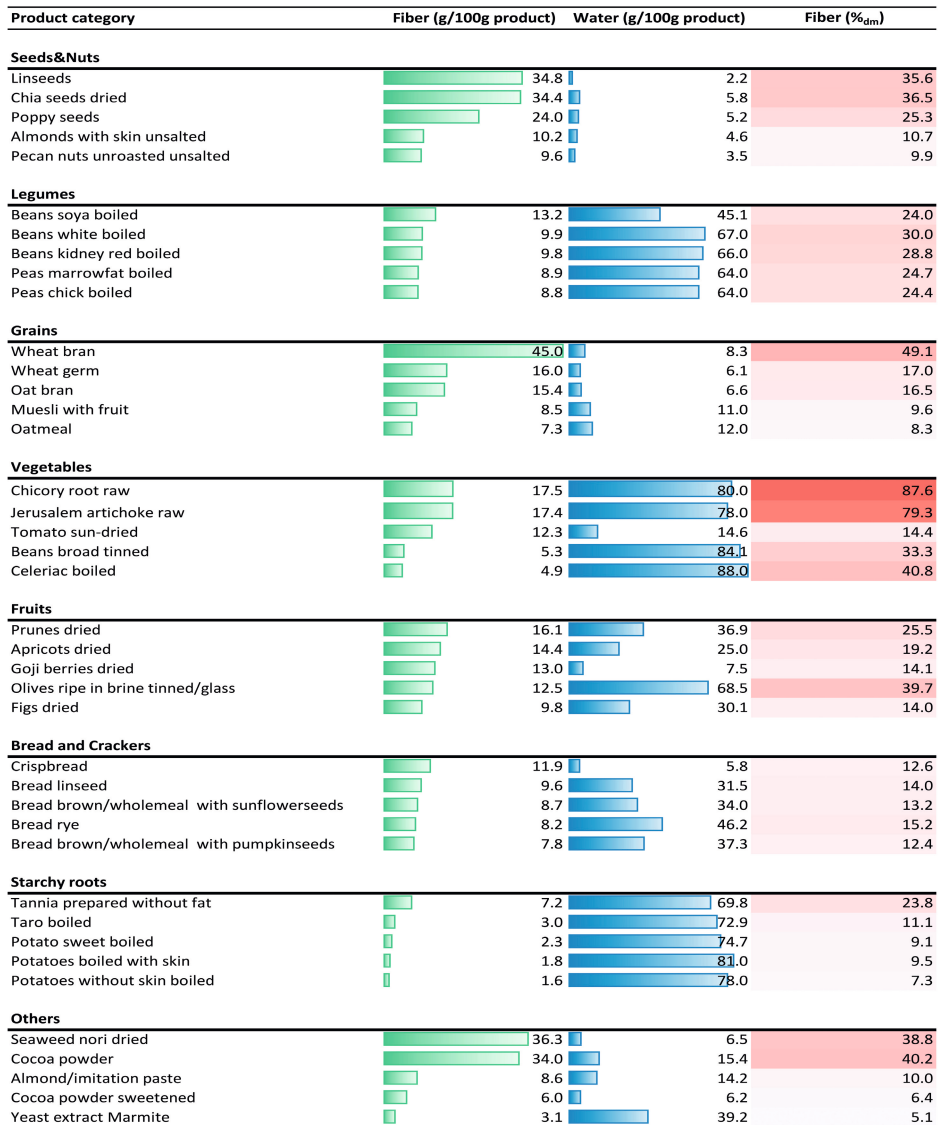 Product category Fiber (g/100g product) Water (g/100g product) Fiber (%dm)
Seeds&Nuts
Linseeds 34.8 2.2 35.6
Chia seeds dried 34.4 5.8 36.5
Poppy seeds 24.0 5.2 25.3
Almonds with skin unsalted 10.2 4.6 10.7
Pecan nuts unroasted unsalted 9.6 3.5 9.9
Legumes
Beans soya boiled 13.2 45.1 24.0
Beans white boiled 9.9 67.0 30.0
Beans kidney red boiled 9.8 66.0 28.8
Peas marrowfat boiled 8.9 64.0 24.7
Peas chick boiled 8.8 64.0 24.4
Grains
Wheat bran 45.0 8.3 49.1
Wheat germ 16.0 6.1 17.0
Oat bran 15.4 6.6 16.5
Muesli with fruit 8.5 11.0 9.6
Oatmeal 7.3 12.0 8.3
Vegetables
Chicory root raw 17.5 80.0 87.6
Jerusalem artichoke raw 17.4 78.0 79.3
Tomato sun-dried 12.3 14.6 14.4
Beans broad tinned 5.3 84.1 33.3
Celeriac boiled 4.9 88.0 40.8
Fruits
Prunes dried 16.1 36.9 25.5
Apricots dried 14.4 25.0 19.2
Goji berries dried 13.0 7.5 14.1
Olives ripe in brine tinned/glass 12.5 68.5 39.7
Figs dried 9.8 30.1 14.0
Bread and Crackers
Crispbread 11.9 5.8 12.6
Bread linseed 9.6 31.5 14.0
Bread brown/wholemeal with sunflowerseeds 8.7 34.0 13.2
Bread rye 8.2 46.2 15.2
Bread brown/wholemeal with pumpkinseeds 7.8 37.3 12.4
Starchy roots
Tannia prepared without fat 7.2 69.8 23.8
Taro boiled 3.0 72.9 11.1
Potato sweet boiled 2.3 74.7 9.1
Potatoes boiled with skin 1.8 81.0 9.5
Potatoes without skin boiled 1.6 78.0 7.3
Others
Seaweed nori dried 36.3 6.5 38.8
Cocoa powder 34.0 15.4 40.2
Almond/imitation paste 8.6 14.2 10.0
Cocoa powder sweetened 6.0 6.2 6.4
Yeast extract Marmite 3.1 39.2 5.1